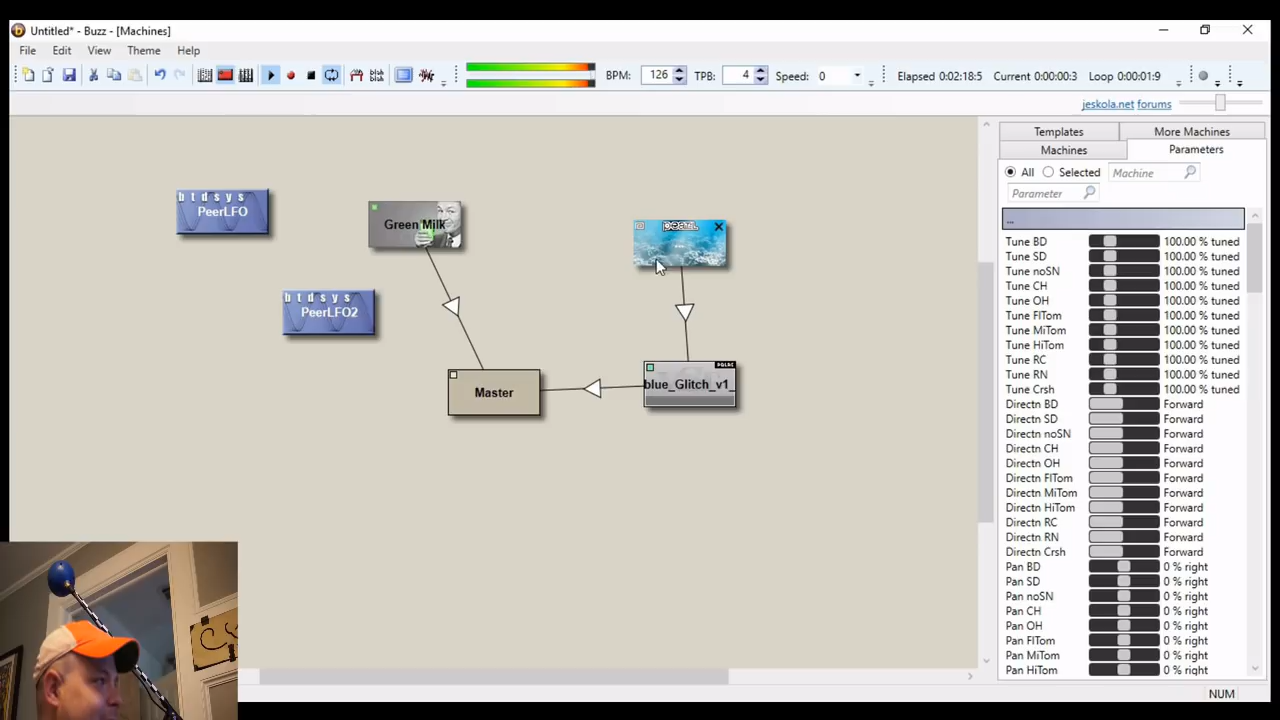 Untitled* - Buzz - [Machines]
File Edit View Theme Help
BPM: 126 TPB: 4 Speed: 0 Elapsed 0:02:18:5 Current 0:00:00:3 Loop 0:00:01:9
jeskola.net forums
Templates More Machines
Machines Parameters
All Selected Machine
Parameter
...
b t d s y s
PeerLFO
Green Milk
b t d s y s
PeerLFO2
Master
blue_Glitch_v1_
Tune BD 100.00 % tuned
Tune SD 100.00 % tuned
Tune noSN 100.00 % tuned
Tune CH 100.00 % tuned
Tune OH 100.00 % tuned
Tune FlTom 100.00 % tuned
Tune MiTom 100.00 % tuned
Tune HiTom 100.00 % tuned
Tune RC 100.00 % tuned
Tune RN 100.00 % tuned
Tune Crsh 100.00 % tuned
Directn BD Forward
Directn SD Forward
Directn noSN Forward
Directn CH Forward
Directn OH Forward
Directn FlTom Forward
Directn MiTom Forward
Directn HiTom Forward
Directn RC Forward
Directn RN Forward
Directn Crsh Forward
Pan BD 0 % right
Pan SD 0 % right
Pan noSN 0 % right
Pan CH 0 % right
Pan OH 0 % right
Pan FlTom 0 % right
Pan MiTom 0 % right
Pan HiTom 0 % right
NUM